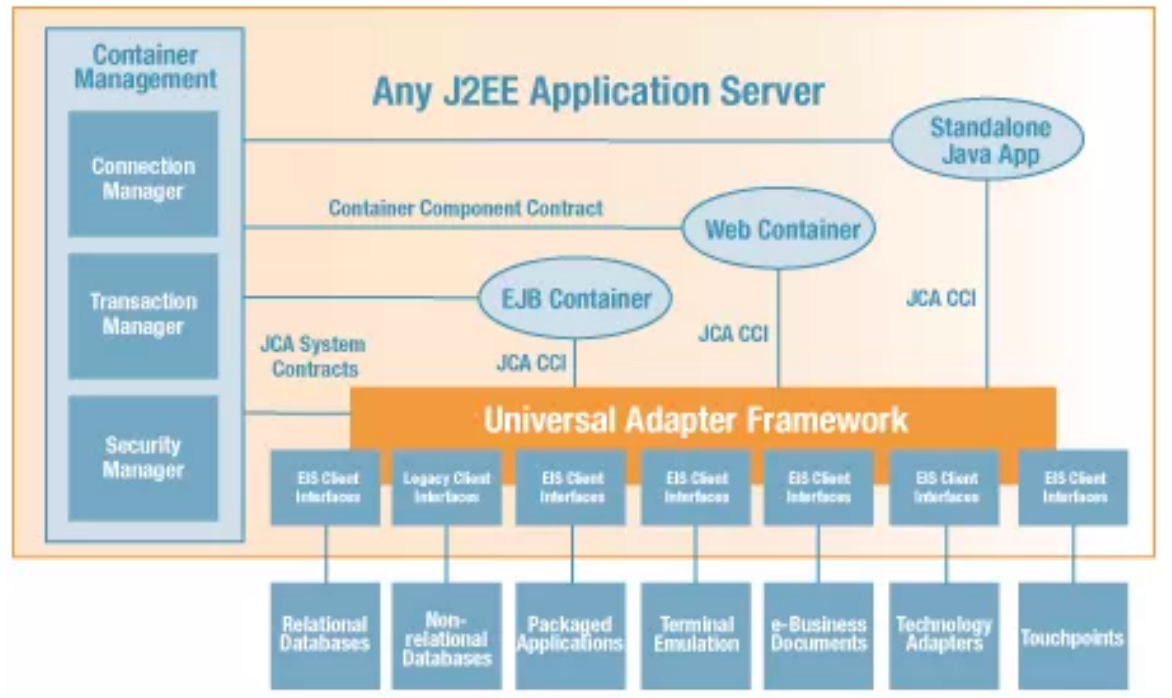 Container
Management
Any J2EE Application Server
Connection
Manager
Transaction
Manager
Security
Manager
Standalone
Java App
Container Component Contract
Web Container
EJB Container
JCA System
Contracts
JCA CCI
JCA CCI
JCA CCI
Universal Adapter Framework
EIS Client
Interfaces
Legacy Client
Interfaces
EIS Client
Interfaces
EIS Client
Interfaces
EIS Client
Interfaces
EIS Client
Interfaces
EIS Client
Interfaces
Relational
Databases
Non-
relational
Databases
Packaged
Applications
Terminal
Emulation
e-Business
Documents
Technology
Adapters
Touchpoints